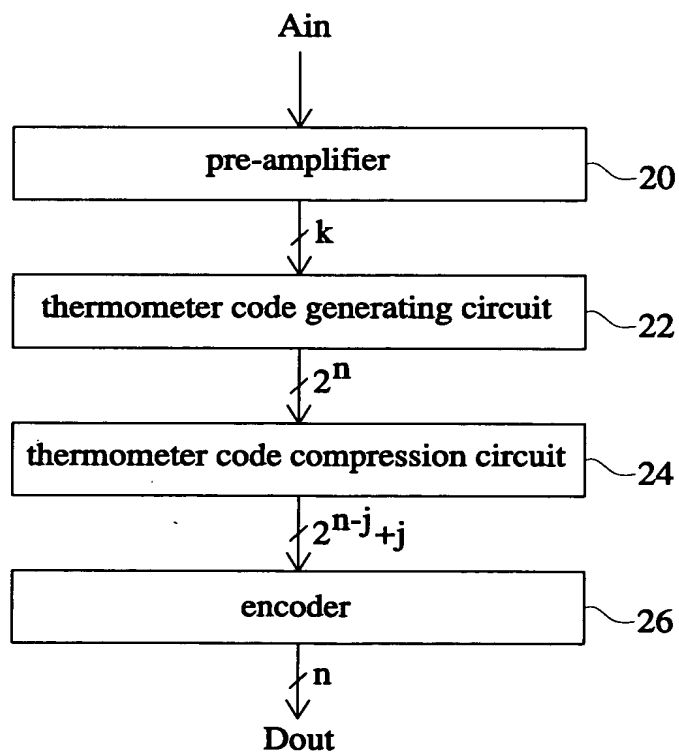 Ain
pre-amplifier
20
k
thermometer code generating circuit
22
2^n
thermometer code compression circuit
24
2^n-j +j
encoder
26
n
Dout